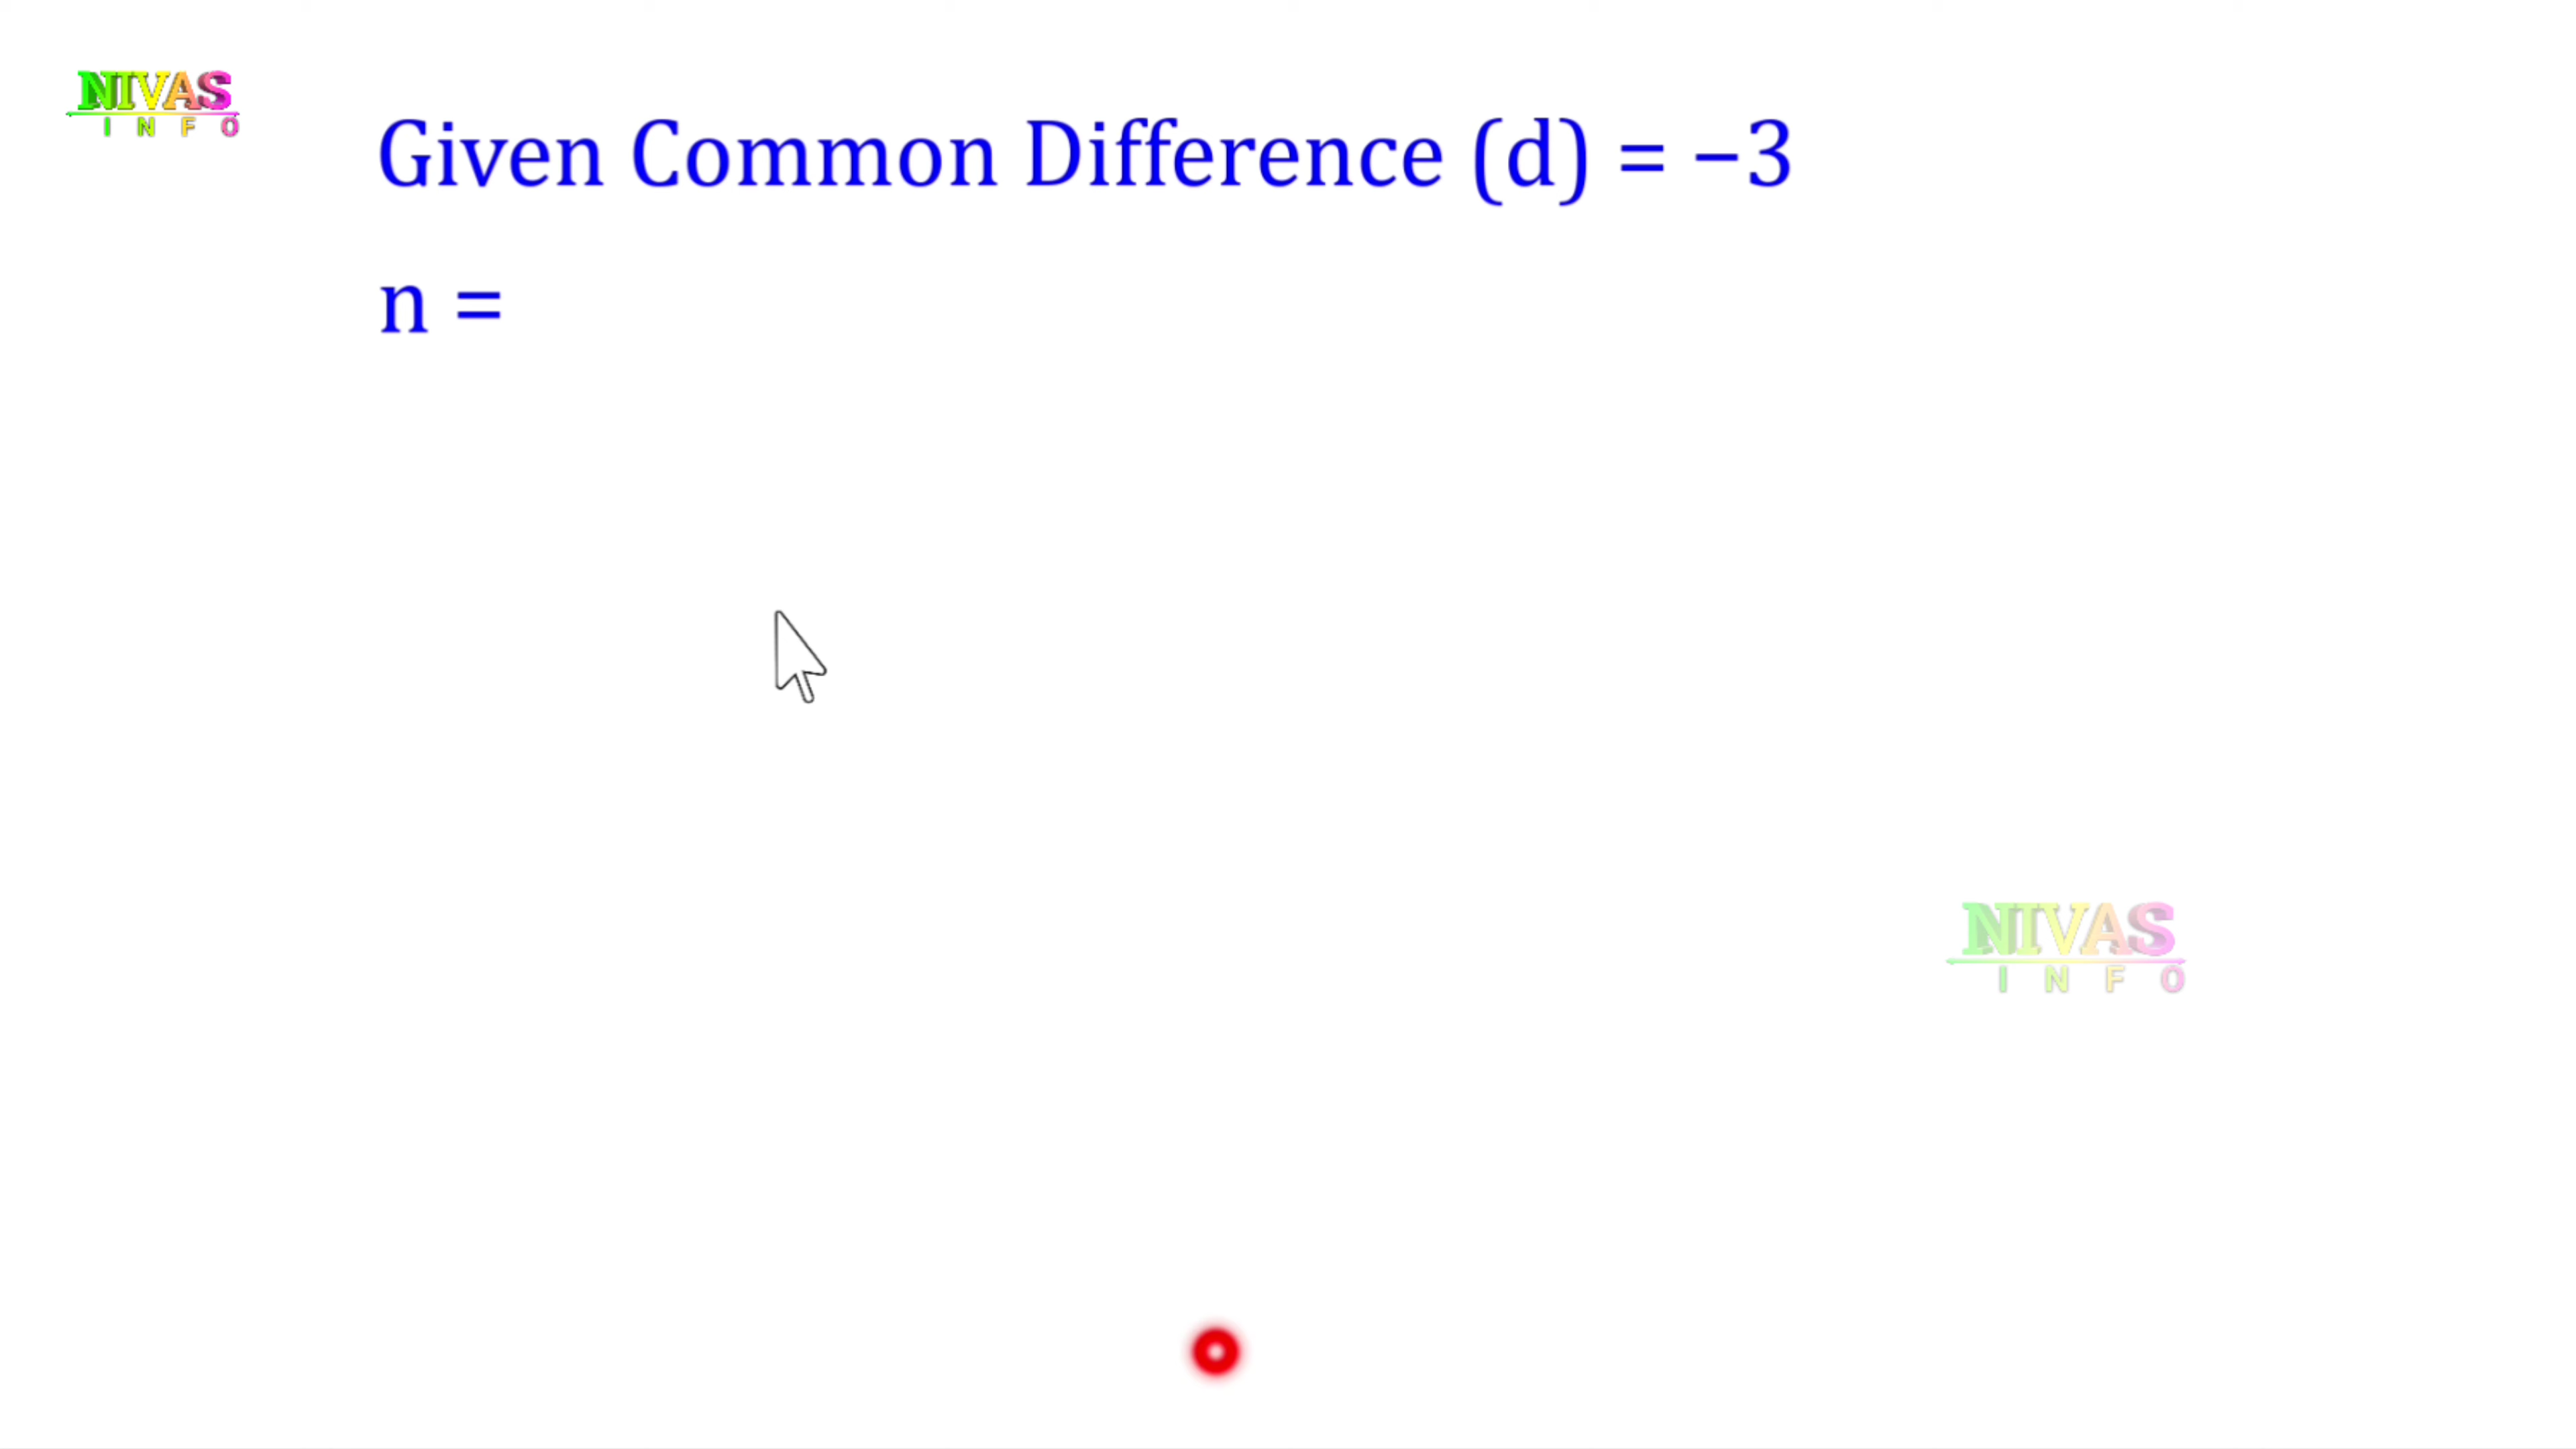 NIVAS
INFO
Given Common Difference (d) = −3
n =
NIVAS
INFO